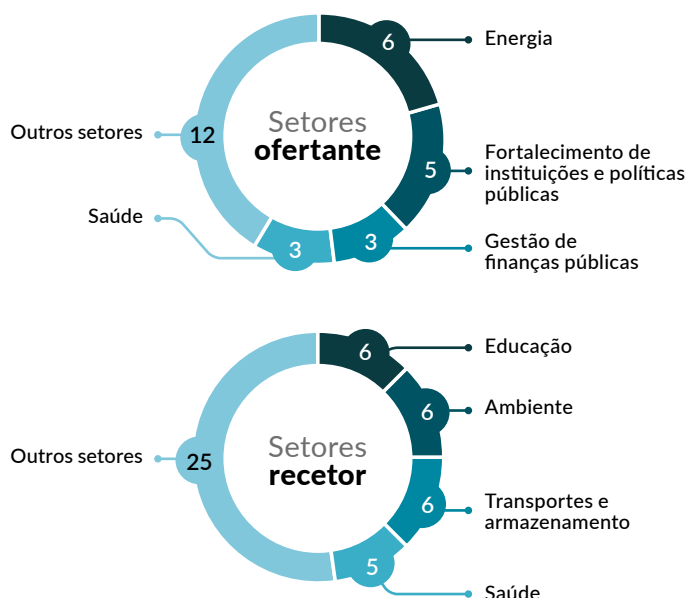 6
Energia
Outros setores
12
Setores
ofertante
5
Fortalecimento de
instituições e políticas
públicas
Saúde
3
3
Gestão de
finanças públicas
6
Educação
6
Ambiente
Outros setores
25
Setores
recetor
6
Transportes e
armazenamento
5
Saúde